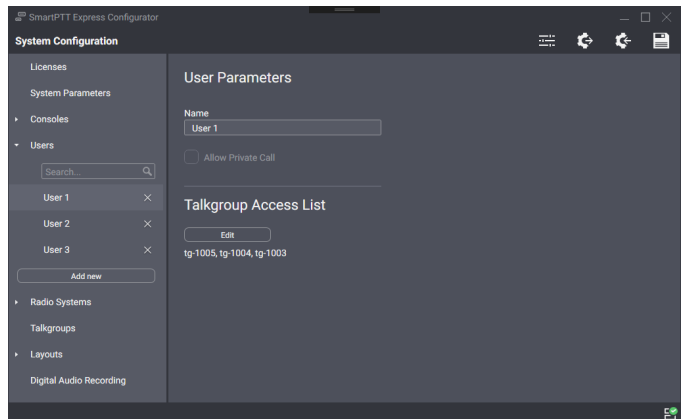 SmartPTT Express Configurator
System Configuration
Licenses
System Parameters
Consoles
Users
Search...
User 1
User 2
User 3
Add new
Radio Systems
Talkgroups
Layouts
Digital Audio Recording
User Parameters
Name
User 1
Allow Private Call
Talkgroup Access List
Edit
tg-1005, tg-1004, tg-1003